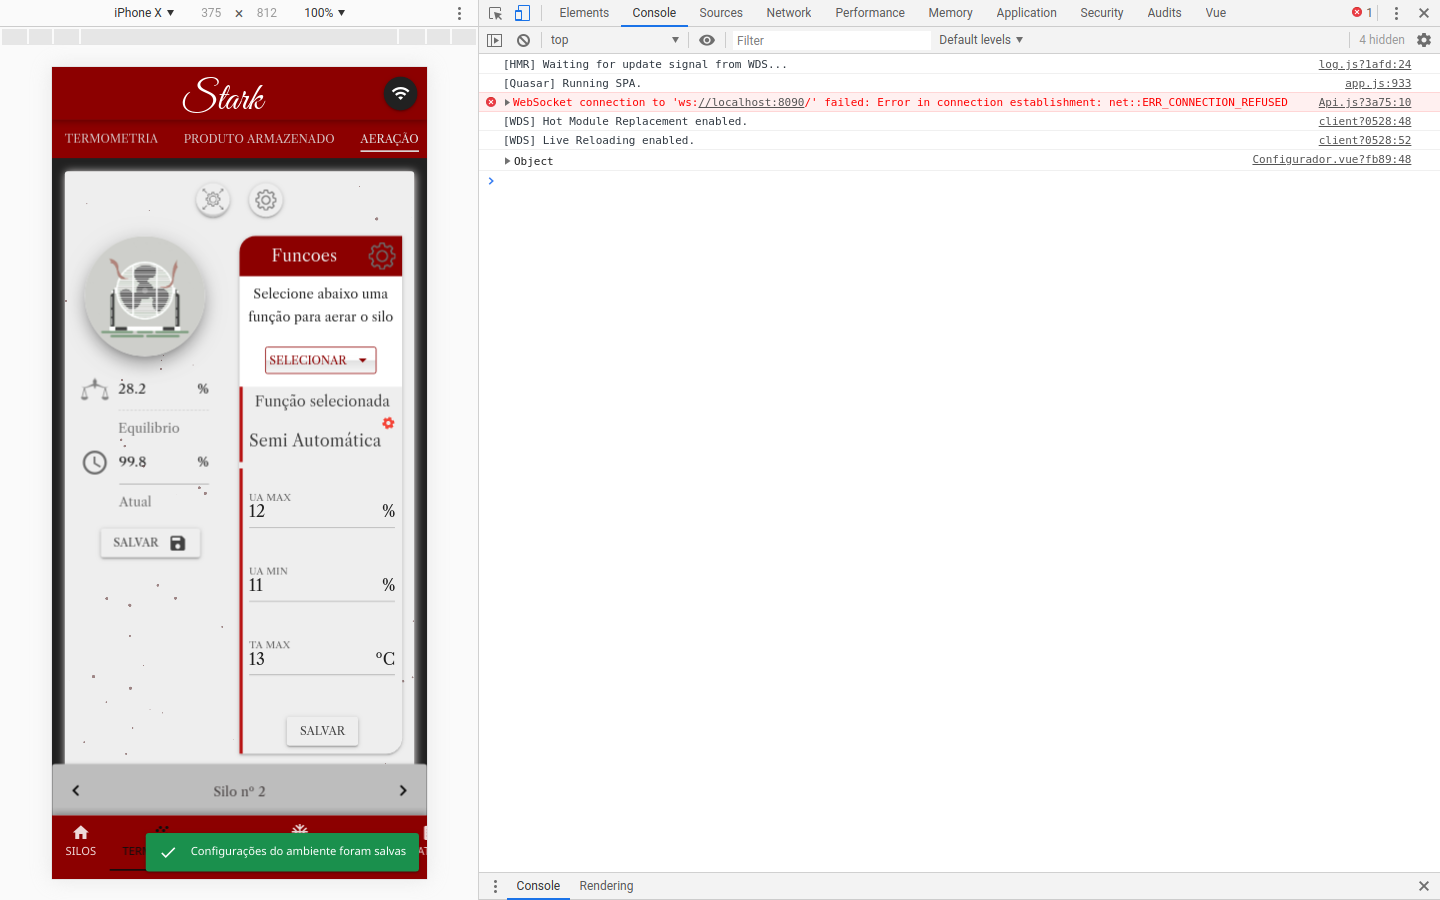 iPhone X 375 × 812 100%
Elements Console Sources Network Performance Memory Application Security Audits Vue 1
top Filter Default levels 4 hidden
[HMR] Waiting for update signal from WDS... log.js?1afd:24
[Quasar] Running SPA. app.js:933
WebSocket connection to 'ws://localhost:8090/' failed: Error in connection establishment: net::ERR_CONNECTION_REFUSED Api.js?3a75:10
[WDS] Hot Module Replacement enabled. client?0528:48
[WDS] Live Reloading enabled. client?0528:52
Object Configurador.vue?fb89:48
Stark
TERMOMETRIA PRODUTO ARMAZENADO AERAÇÃO
Funcoes
Selecione abaixo uma
função para aerar o silo
SELECIONAR
28.2 %
Equilibrio
99.8 %
Atual
SALVAR
Função selecionada
Semi Automática
UA MAX
12 %
UA MIN
11 %
TA MAX
13 ºC
SALVAR
Silo nº 2
SILOS
Configurações do ambiente foram salvas
Console Rendering